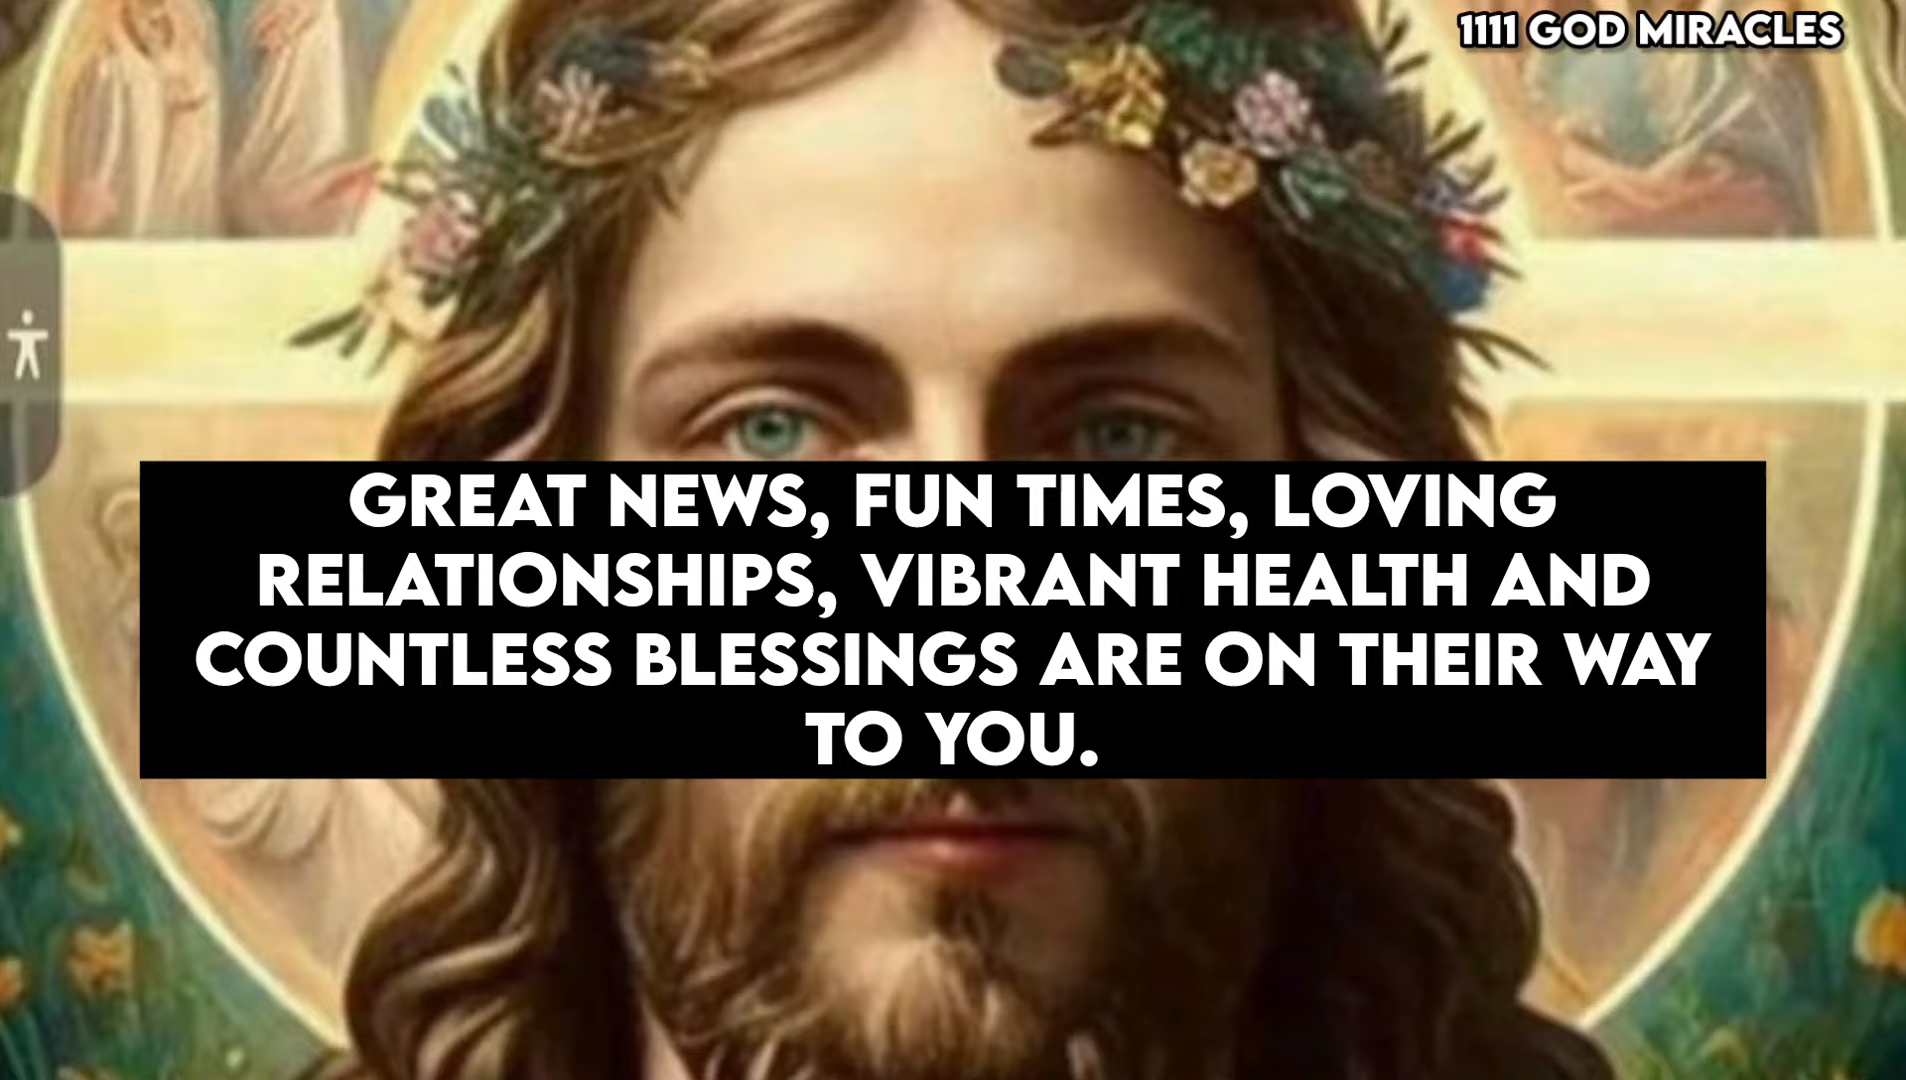 1111 GOD MIRACLES
GREAT NEWS, FUN TIMES, LOVING
RELATIONSHIPS, VIBRANT HEALTH AND
COUNTLESS BLESSINGS ARE ON THEIR WAY
TO YOU.